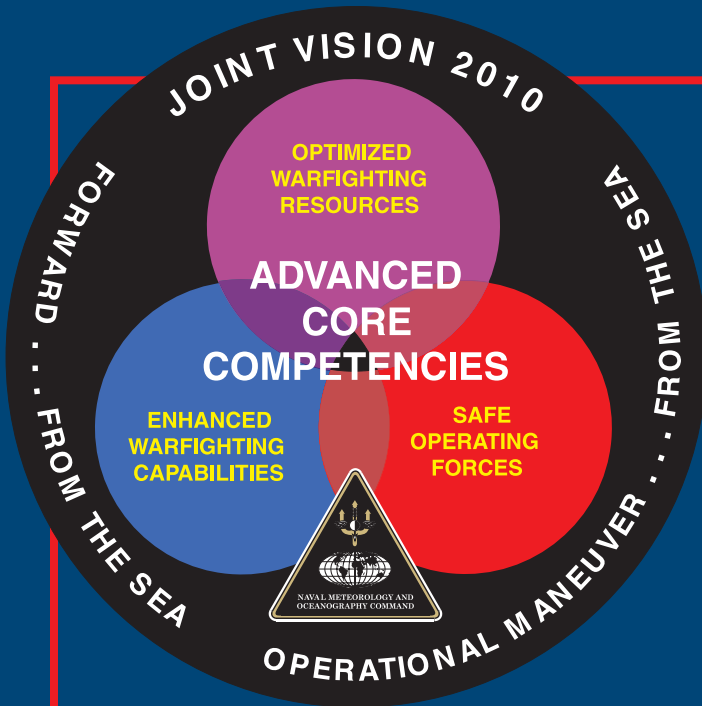 JOINT VISION 2010
FORWARD . . . FROM THE SEA
OPERATIONAL MANEUVER . . . FROM THE SEA
OPTIMIZED
WARFIGHTING
RESOURCES
ADVANCED
CORE
COMPETENCIES
ENHANCED
WARFIGHTING
CAPABILITIES
SAFE
OPERATING
FORCES
NAVAL METEOROLOGY AND
OCEANOGRAPHY COMMAND